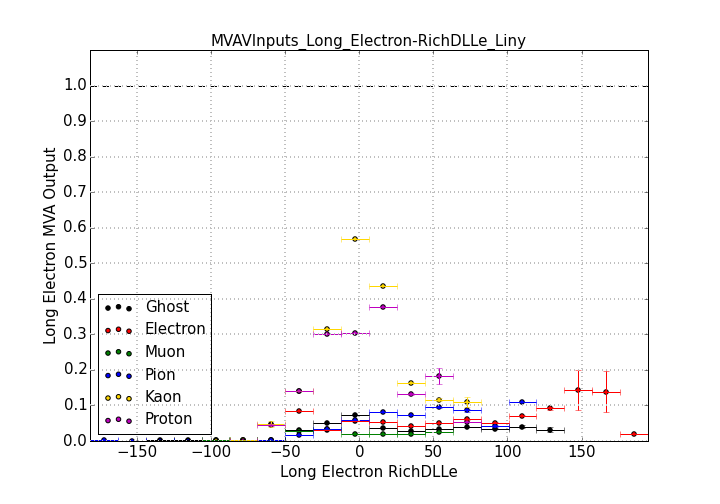 MVAVInputs_Long_Electron-RichDLLe_Liny
Long Electron MVA Output
1.0
0.9
0.8
0.7
0.6
0.5
0.4
0.3
0.2
0.1
0.0
Ghost
Electron
Muon
Pion
Kaon
Proton
−150 −100 −50 0 50 100 150
Long Electron RichDLLe